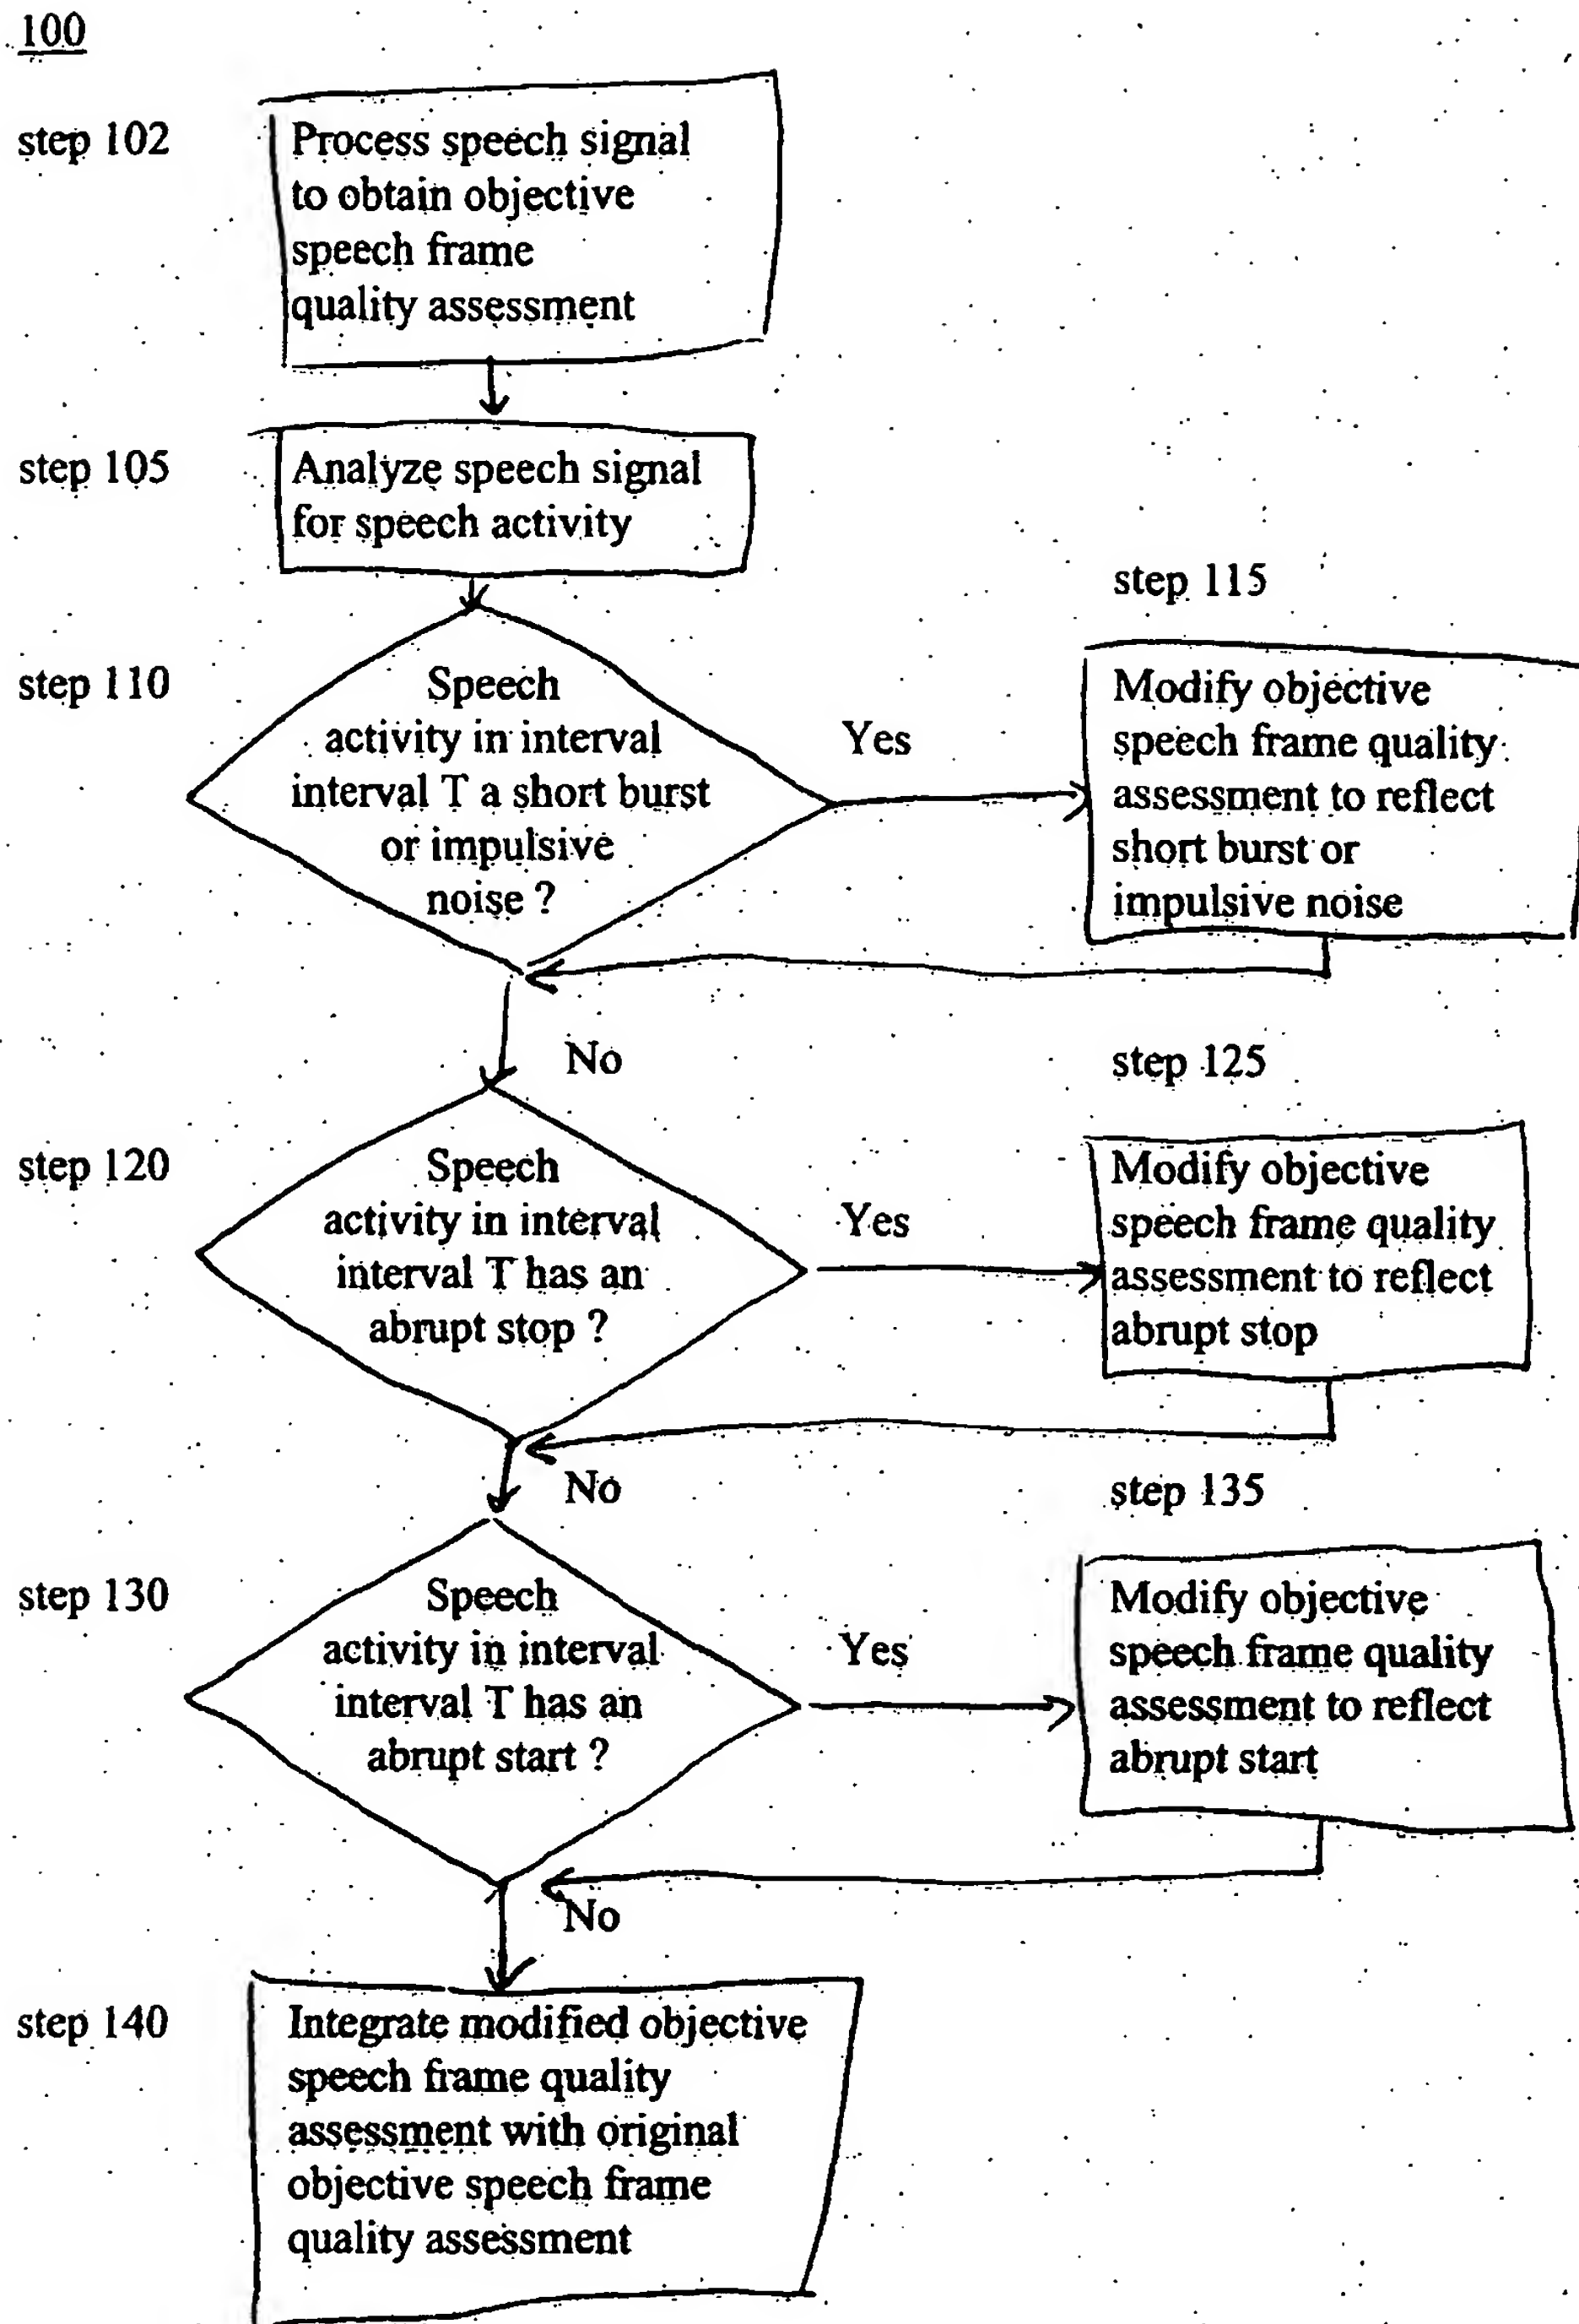 100
step 102
Process speech signal
to obtain objective
speech frame
quality assessment
step 105
Analyze speech signal
for speech activity
step 110
Speech
activity in interval
interval T a short burst
or impulsive
noise ?
Yes
step 115
Modify objective
speech frame quality
assessment to reflect
short burst or
impulsive noise
No
step 120
Speech
activity in interval
interval T has an
abrupt stop ?
Yes
step 125
Modify objective
speech frame quality
assessment to reflect
abrupt stop
No
step 130
Speech
activity in interval
interval T has an
abrupt start ?
Yes
step 135
Modify objective
speech frame quality
assessment to reflect
abrupt start
No
step 140
Integrate modified objective
speech frame quality
assessment with original
objective speech frame
quality assessment